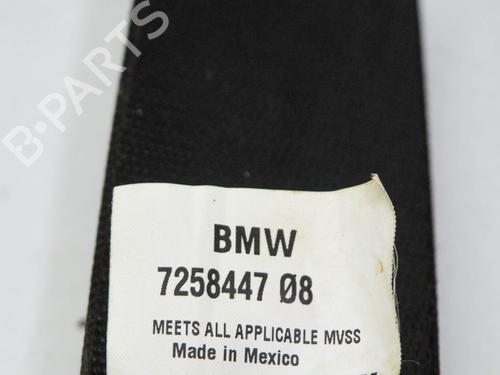 B-PARTS
BMW
7258447 Ø8
MEETS ALL APPLICABLE MVSS
Made in Mexico